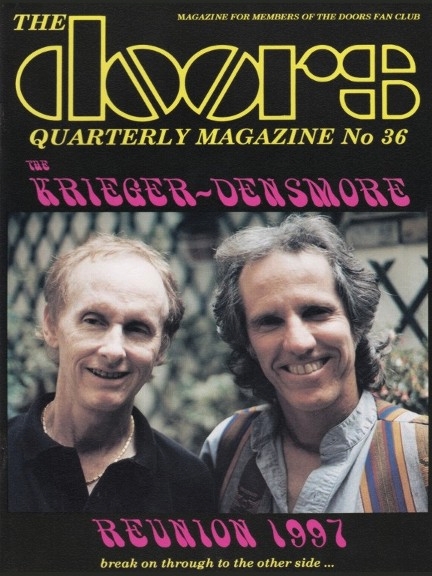 THE
MAGAZINE FOR MEMBERS OF THE DOORS FAN CLUB
doors
QUARTERLY MAGAZINE No 36
THE
KRIEGER~DENSMORE
REUNION 1997
break on through to the other side ...